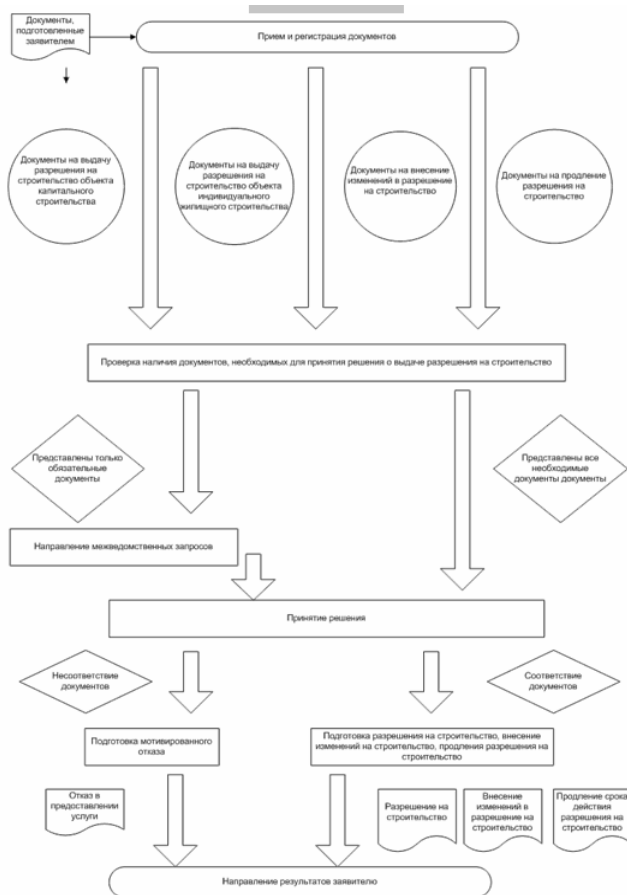 Документы,
подготовленные
заявителем
Прием и регистрация документов
Документы на выдачу
разрешения на
строительство объекта
капитального
строительства
Документы на выдачу
разрешения на
строительство объекта
индивидуального
жилищного строительства
Документы на внесение
изменений в разрешение
на строительство
Документы на продление
разрешения на
строительство
Проверка наличия документов, необходимых для принятия решения о выдаче разрешения на строительство
Представлены только
обязательные
документы
Представлены все
необходимые
документы документы
Направление межведомственных запросов
Принятие решения
Несоответствие
документов
Соответствие
документов
Подготовка мотивированного
отказа
Подготовка разрешения на строительство, внесение
изменений на строительство, продления разрешения на
строительство
Отказ в
предоставлении
услуги
Разрешение на
строительство
Внесение
изменений в
разрешение на
строительство
Продление срока
действия
разрешения на
строительство
Направление результатов заявителю